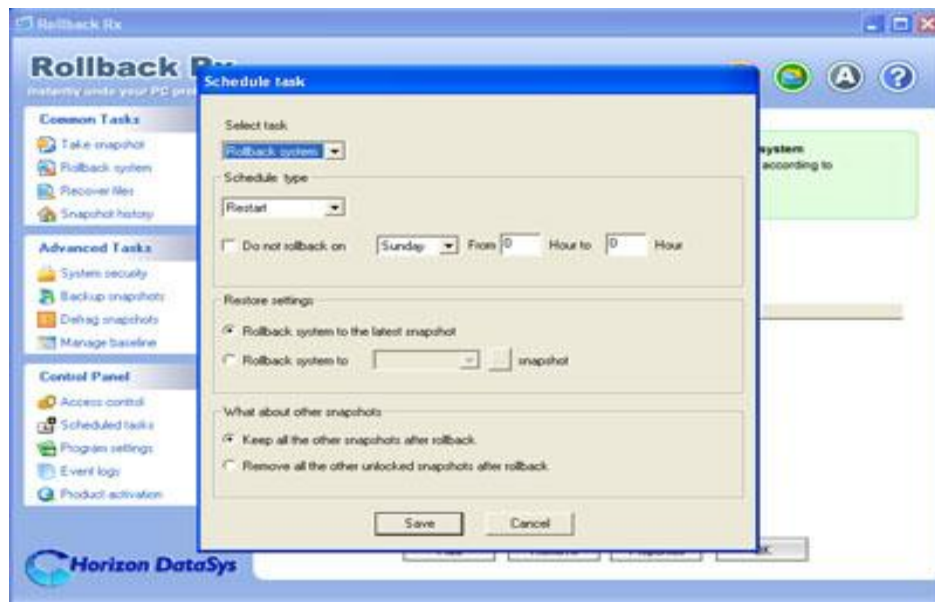 Rollback Rx
Rollback
Instantly undo your PC
Common Tasks
Take snapshot
Rollback system
Recover files
Snapshot history
Advanced Tasks
System security
Backup snapshots
Defrag snapshots
Manage baseline
Control Panel
Access control
Scheduled tasks
Program settings
Event logs
Product activation
Horizon DataSys
A ?
system
according to
Schedule task
Select task
Rollback system
Schedule type
Restart
Do not rollback on Sunday From 0 Hour to 0 Hour
Restore settings
Rollback system to the latest snapshot
Rollback system to snapshot
What about other snapshots
Keep all the other snapshots after rollback
Remove all the other unlocked snapshots after rollback
Save Cancel